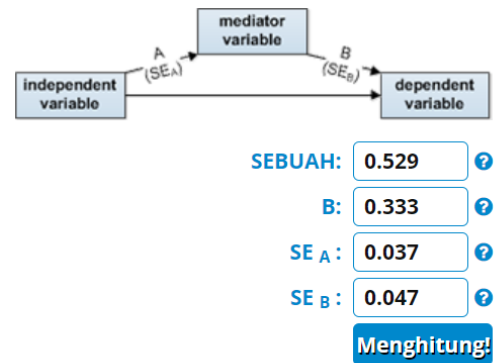 mediator
variable
A
(SEA)
B
(SEB)
independent
variable
dependent
variable
SEBUAH: 0.529 ?
B: 0.333 ?
SE A : 0.037 ?
SE B : 0.047 ?
Menghitung!